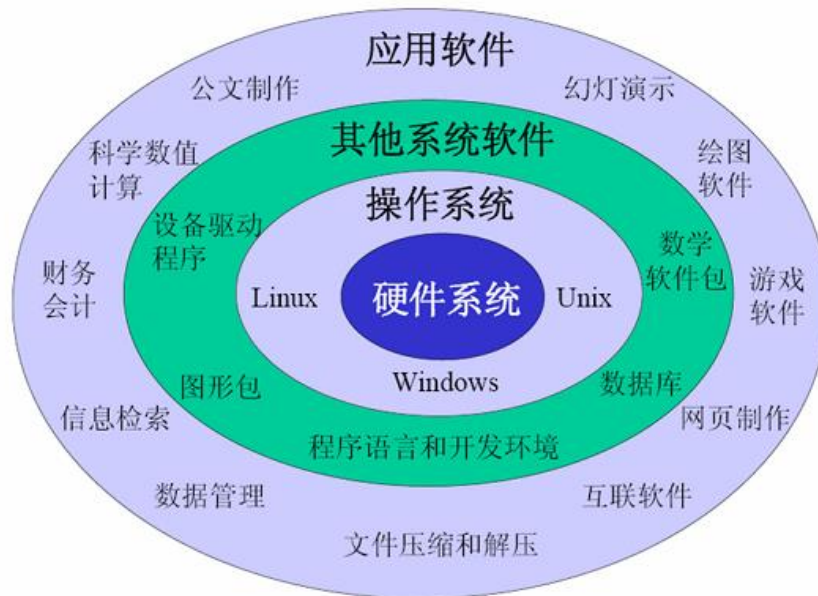 应用软件
公文制作
幻灯演示
其他系统软件
科学数值
计算
绘图
软件
操作系统
设备驱动
程序
数学
软件包
财务
会计
Linux
硬件系统
Unix
游戏
软件
Windows
图形包
数据库
信息检索
网页制作
程序语言和开发环境
数据管理
互联软件
文件压缩和解压